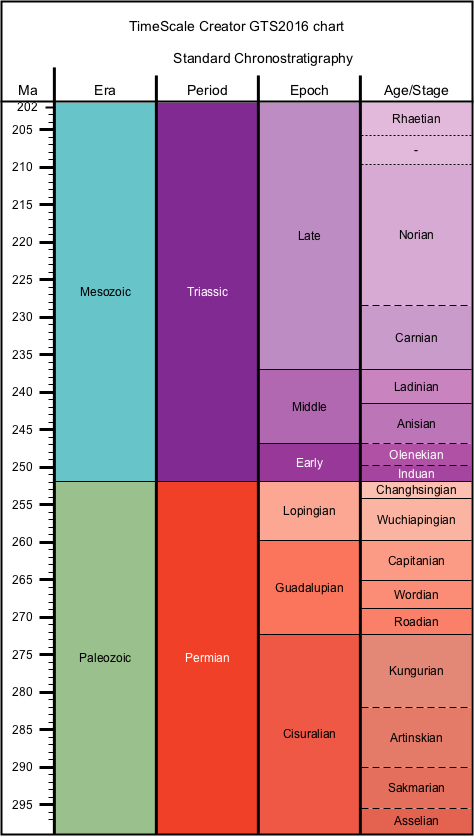 TimeScale Creator GTS2016 chart
Standard Chronostratigraphy
Ma Era Period Epoch Age/Stage
202
Rhaetian
205
-
210
215
220
Late
Norian
225
Mesozoic
Triassic
230
Carnian
235
Ladinian
240
Middle
Anisian
245
Olenekian
Early
250
Induan
Changhsingian
255
Lopingian
Wuchiapingian
260
Capitanian
265
Guadalupian
Wordian
270
Roadian
275
Paleozoic
Permian
Kungurian
280
Cisuralian
285
Artinskian
290
Sakmarian
295
Asselian